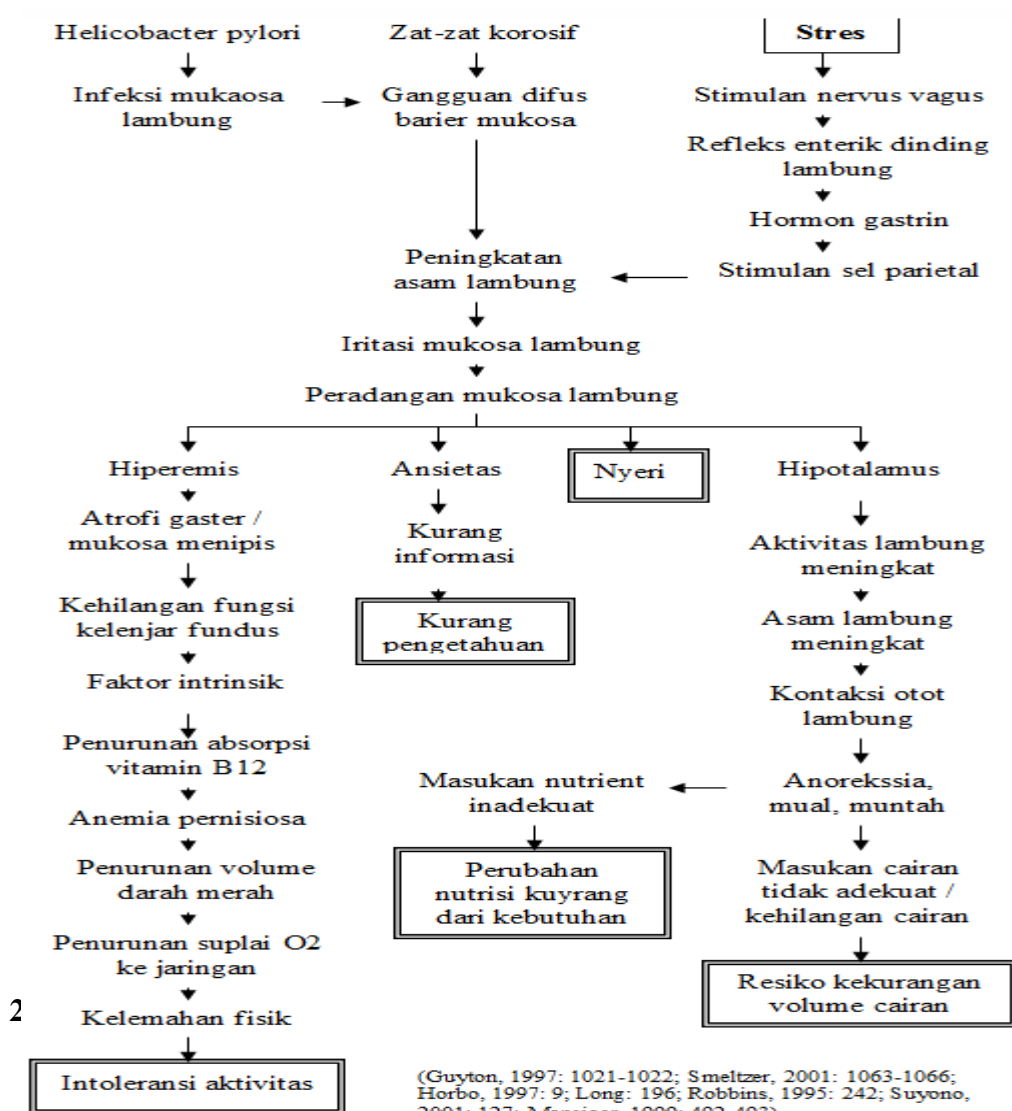 Helicobacter pylori
Zat-zat korosif
Stres
Infeksi mukaosa
lambung
Gangguan difus
barier mukosa
Stimulan nervus vagus
Refleks enterik dinding
lambung
Hormon gastrin
Stimulan sel parietal
Peningkatan
asam lambung
Iritasi mukosa lambung
Peradangan mukosa lambung
Hiperemis
Atrofi gaster /
mukosa menipis
Kehilangan fungsi
kelenjar fundus
Faktor intrinsik
Penurunan absorpsi
vitamin B12
Anemia pernisiosa
Penurunan volume
darah merah
Penurunan suplai O2
ke jaringan
Kelemahan fisik
Intoleransi aktivitas
Ansietas
Kurang
informasi
Kurang
pengetahuan
Nyeri
Hipotalamus
Aktivitas lambung
meningkat
Asam lambung
meningkat
Kontaksi otot
lambung
Anorekssia,
mual, muntah
Masukan nutrient
inadekuat
Perubahan
nutrisi kuyrang
dari kebutuhan
Masukan cairan
tidak adekuat /
kehilangan cairan
Resiko kekurangan
volume cairan
2
(Guyton, 1997: 1021-1022; Smeltzer, 2001: 1063-1066;
Horbo, 1997: 9; Long: 196; Robbins, 1995: 242; Suyono,